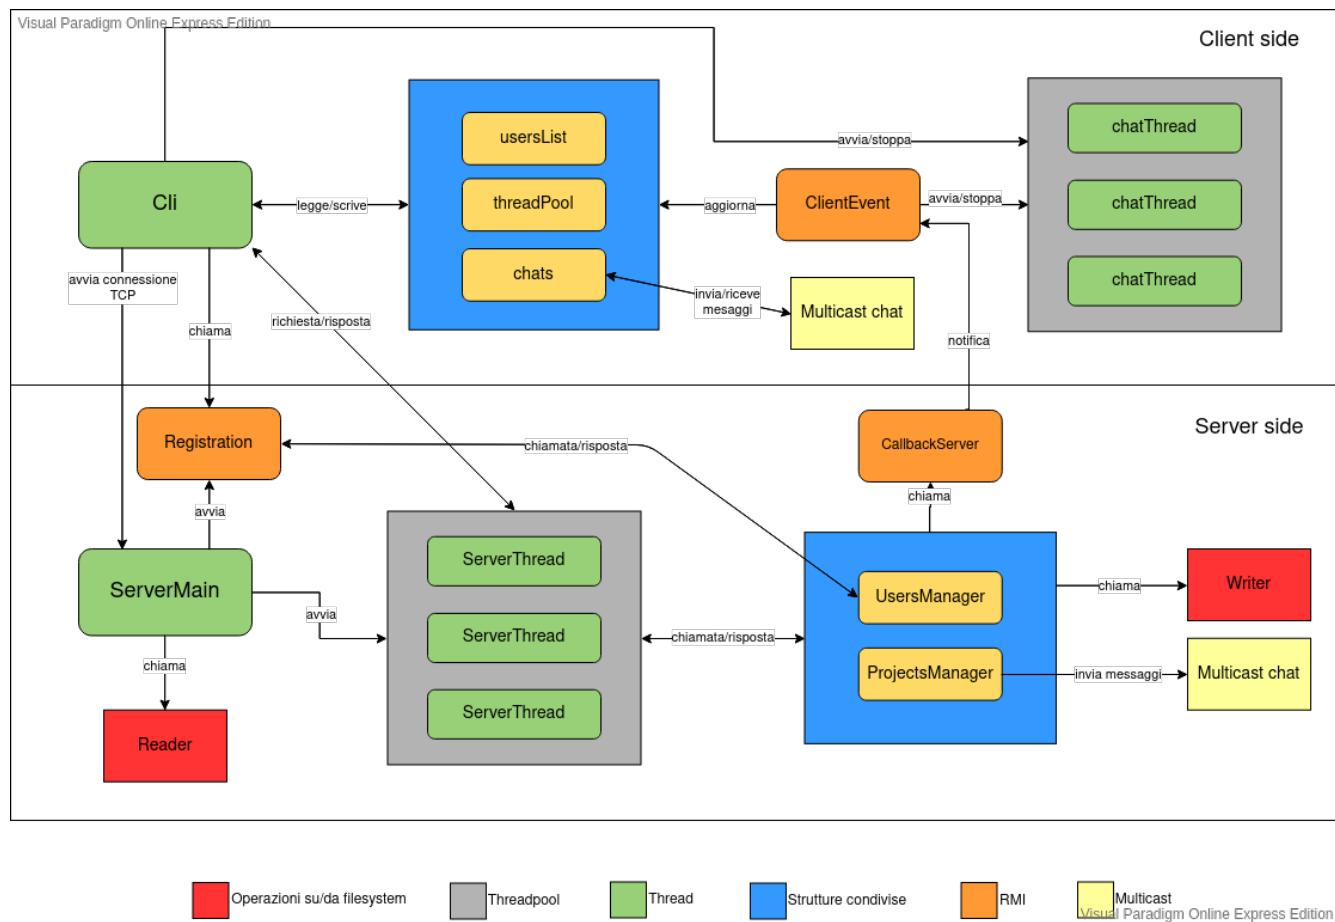 Visual Paradigm Online Express Edition
Client side
usersList
threadPool
chats
chatThread
chatThread
chatThread
avvia/stoppa
Cli
legge/scrive
aggiorna
ClientEvent
avvia/stoppa
avvia connessione
TCP
chiama
richiesta/risposta
invia/riceve
mesaggi
Multicast chat
notifica
Server side
Registration
chiamata/risposta
CallbackServer
avvia
chiama
ServerMain
avvia
ServerThread
ServerThread
ServerThread
chiamata/risposta
UsersManager
ProjectsManager
chiama
Writer
invia messaggi
Multicast chat
chiama
Reader
Operazioni su/da filesystem
Threadpool
Thread
Strutture condivise
RMI
Multicast
Visual Paradigm Online Express Edition